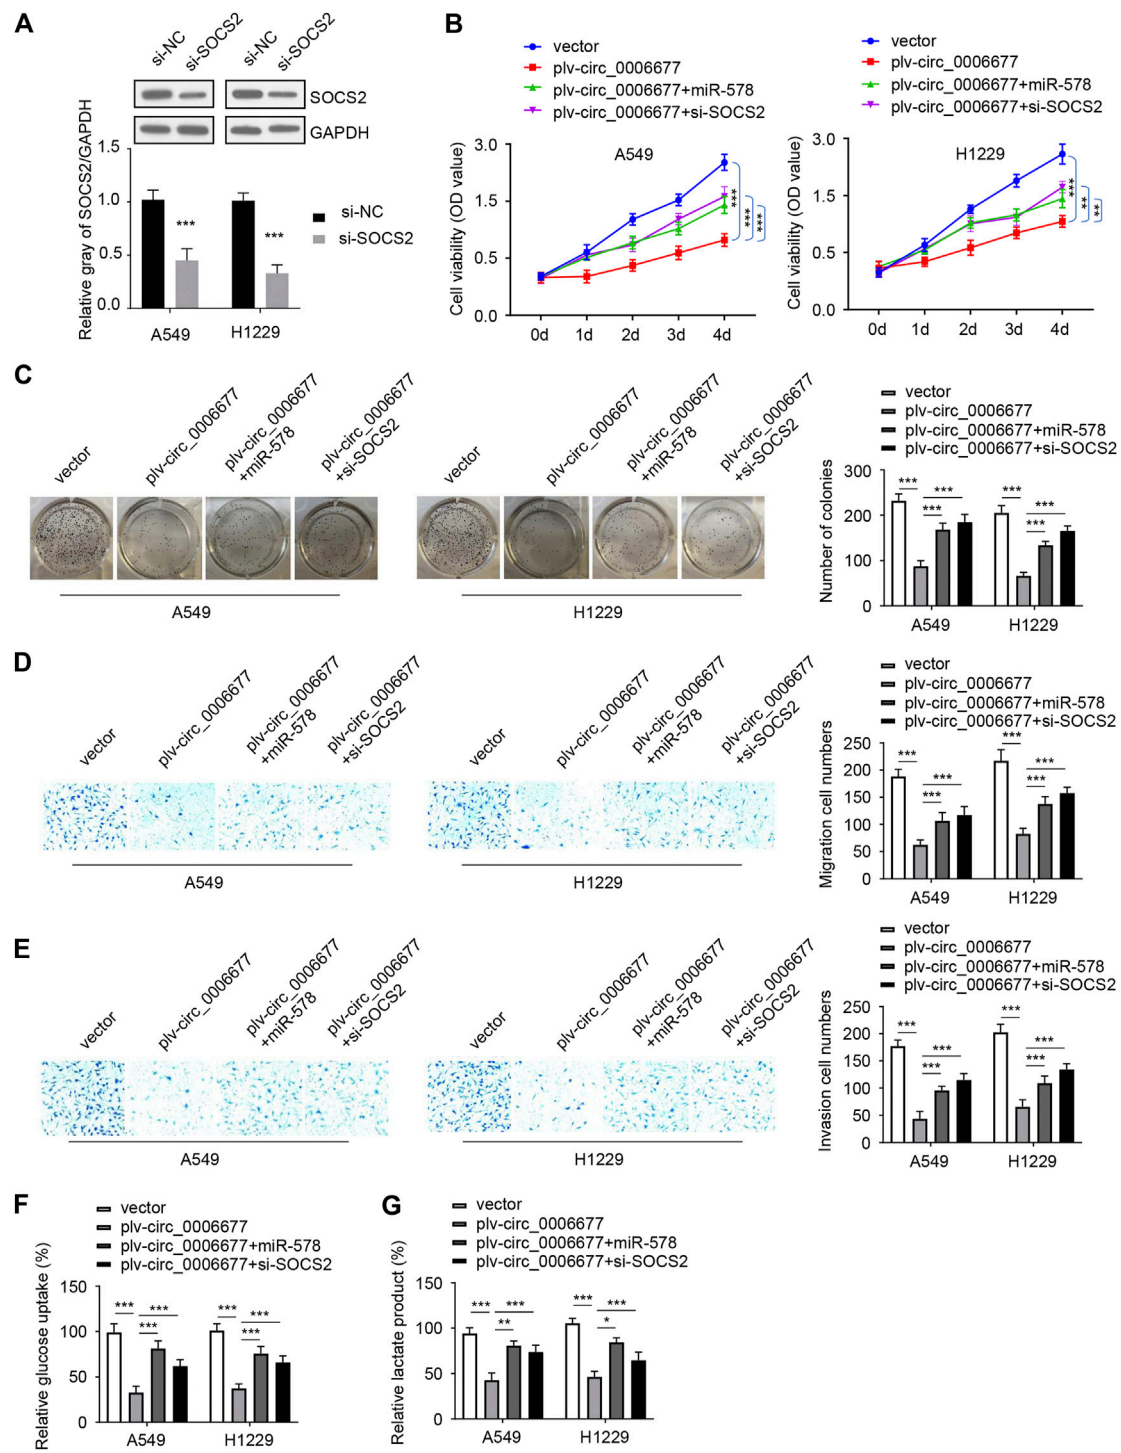 A
si-NC
si-SOCS2
si-NC
si-SOCS2
SOCS2
GAPDH
Relative gray of SOCS2/GAPDH
1.5
1.0
0.5
0.0
***
***
si-NC
si-SOCS2
A549
H1229
B
vector
plv-circ_0006677
plv-circ_0006677+miR-578
plv-circ_0006677+si-SOCS2
A549
Cell viability (OD value)
3.0
1.5
0.5
0.0
0d 1d 2d 3d 4d
***
***
***
vector
plv-circ_0006677
plv-circ_0006677+miR-578
plv-circ_0006677+si-SOCS2
H1229
Cell viability (OD value)
3.0
1.5
0.5
0.0
0d 1d 2d 3d 4d
***
**
**
C
vector
plv-circ_0006677
plv-circ_0006677
+miR-578
plv-circ_0006677
+si-SOCS2
A549
vector
plv-circ_0006677
plv-circ_0006677
+miR-578
plv-circ_0006677
+si-SOCS2
H1229
vector
plv-circ_0006677
plv-circ_0006677+miR-578
plv-circ_0006677+si-SOCS2
Number of colonies
300
200
100
0
*** *** ***
*** *** ***
A549 H1229
D
vector
plv-circ_0006677
plv-circ_0006677
+miR-578
plv-circ_0006677
+si-SOCS2
A549
vector
plv-circ_0006677
plv-circ_0006677
+miR-578
plv-circ_0006677
+si-SOCS2
H1229
vector
plv-circ_0006677
plv-circ_0006677+miR-578
plv-circ_0006677+si-SOCS2
Migration cell numbers
250
200
150
100
50
0
*** *** ***
*** *** ***
A549 H1229
E
vector
plv-circ_0006677
plv-circ_0006677
+miR-578
plv-circ_0006677
+si-SOCS2
A549
vector
plv-circ_0006677
plv-circ_0006677
+miR-578
plv-circ_0006677
+si-SOCS2
H1229
vector
plv-circ_0006677
plv-circ_0006677+miR-578
plv-circ_0006677+si-SOCS2
Invasion cell numbers
250
200
150
100
50
0
*** *** ***
*** *** ***
A549 H1229
F
vector
plv-circ_0006677
plv-circ_0006677+miR-578
plv-circ_0006677+si-SOCS2
Relative glucose uptake (%)
150
100
50
0
*** *** ***
*** *** ***
A549 H1229
G
vector
plv-circ_0006677
plv-circ_0006677+miR-578
plv-circ_0006677+si-SOCS2
Relative lactate product (%)
150
100
50
0
*** ** ***
*** * ***
A549 H1229